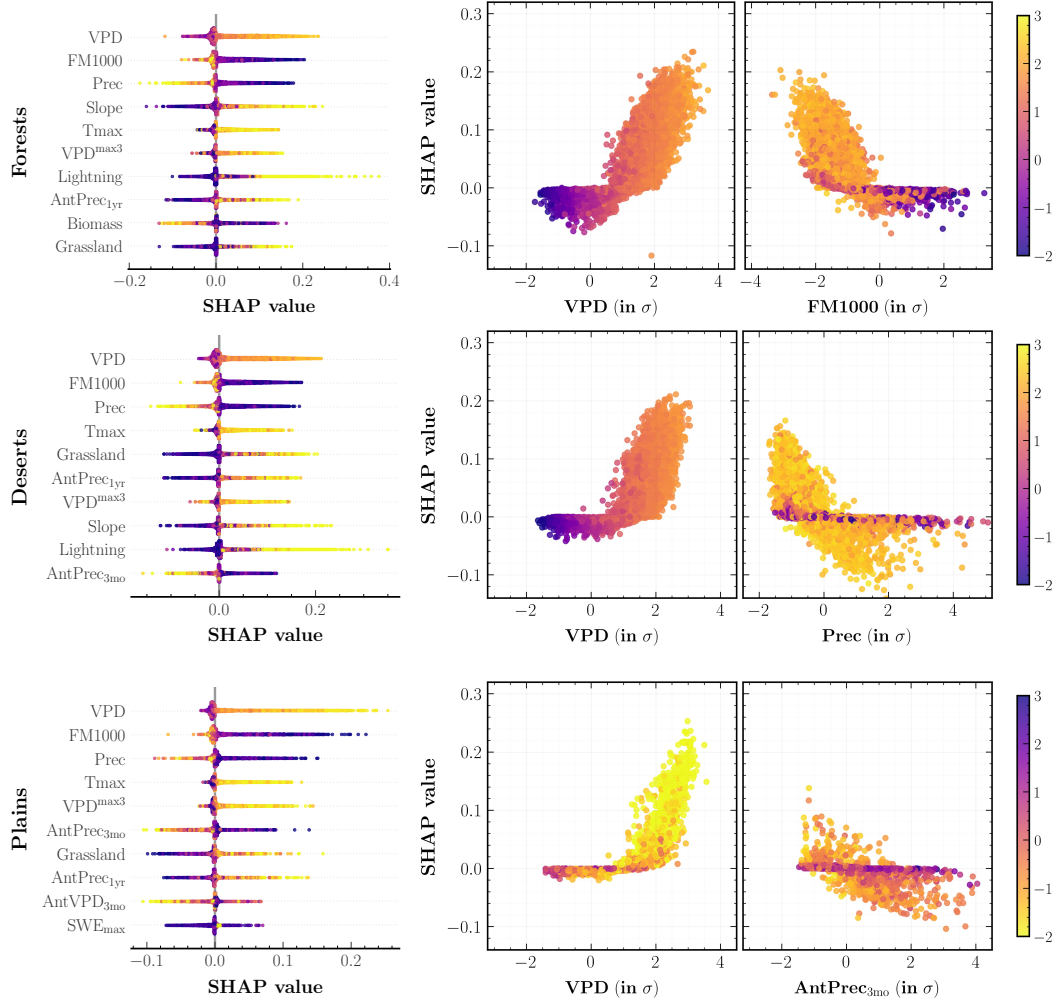 Forests
VPD
FM1000
Prec
Slope
Tmax
VPD^max3
Lightning
AntPrec_1yr
Biomass
Grassland
−0.2 0.0 0.2 0.4
SHAP value
SHAP value
0.3
0.2
0.1
0.0
−0.1
−2 0 2 4
VPD (in σ)
−4 −2 0 2
FM1000 (in σ)
3
2
1
0
−1
−2
Deserts
VPD
FM1000
Prec
Tmax
Grassland
AntPrec_1yr
VPD^max3
Slope
Lightning
AntPrec_3mo
0.0 0.2
SHAP value
SHAP value
0.3
0.2
0.1
0.0
−0.1
−2 0 2 4
VPD (in σ)
−2 0 2 4
Prec (in σ)
3
2
1
0
−1
−2
Plains
VPD
FM1000
Prec
Tmax
VPD^max3
AntPrec_3mo
Grassland
AntPrec_1yr
AntVPD_3mo
SWE_max
−0.1 0.0 0.1 0.2
SHAP value
SHAP value
0.3
0.2
0.1
0.0
−0.1
−2 0 2 4
VPD (in σ)
−2 0 2 4
AntPrec_3mo (in σ)
3
2
1
0
−1
−2